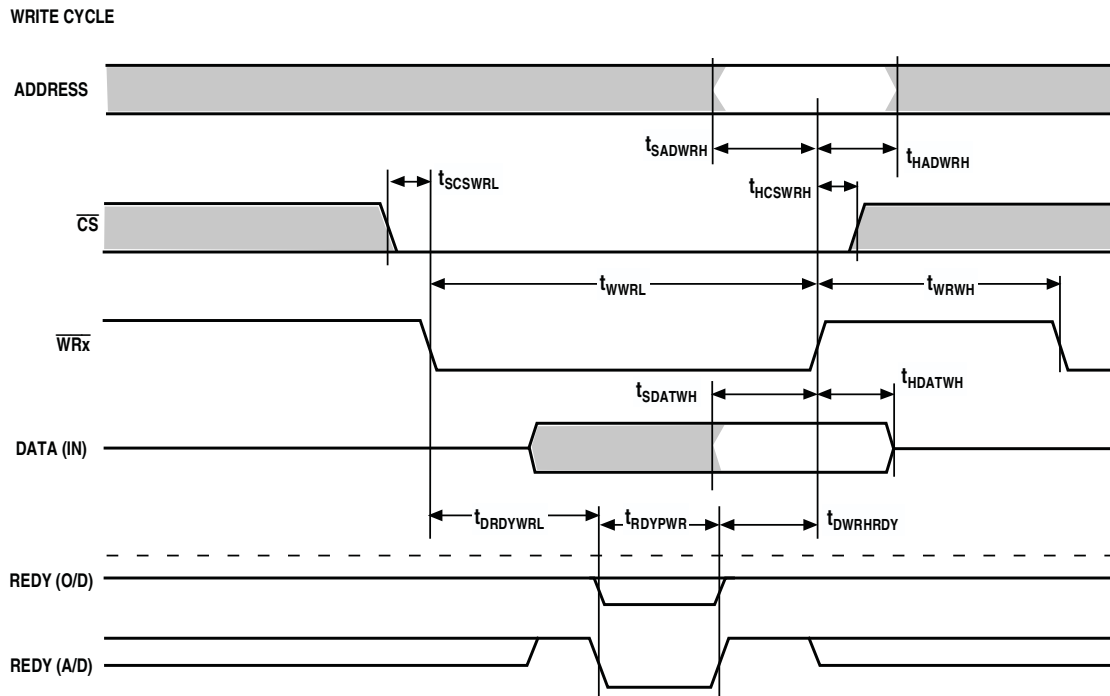 WRITE CYCLE
ADDRESS
tSADWRH
tHADWRH
tSCSWRL
tHCSWRH
CS
tWWRL
tWRWH
WRx
tSDATWH
tHDATWH
DATA (IN)
tDRDYWRL
tRDYPWR
tDWRHRDY
REDY (O/D)
REDY (A/D)